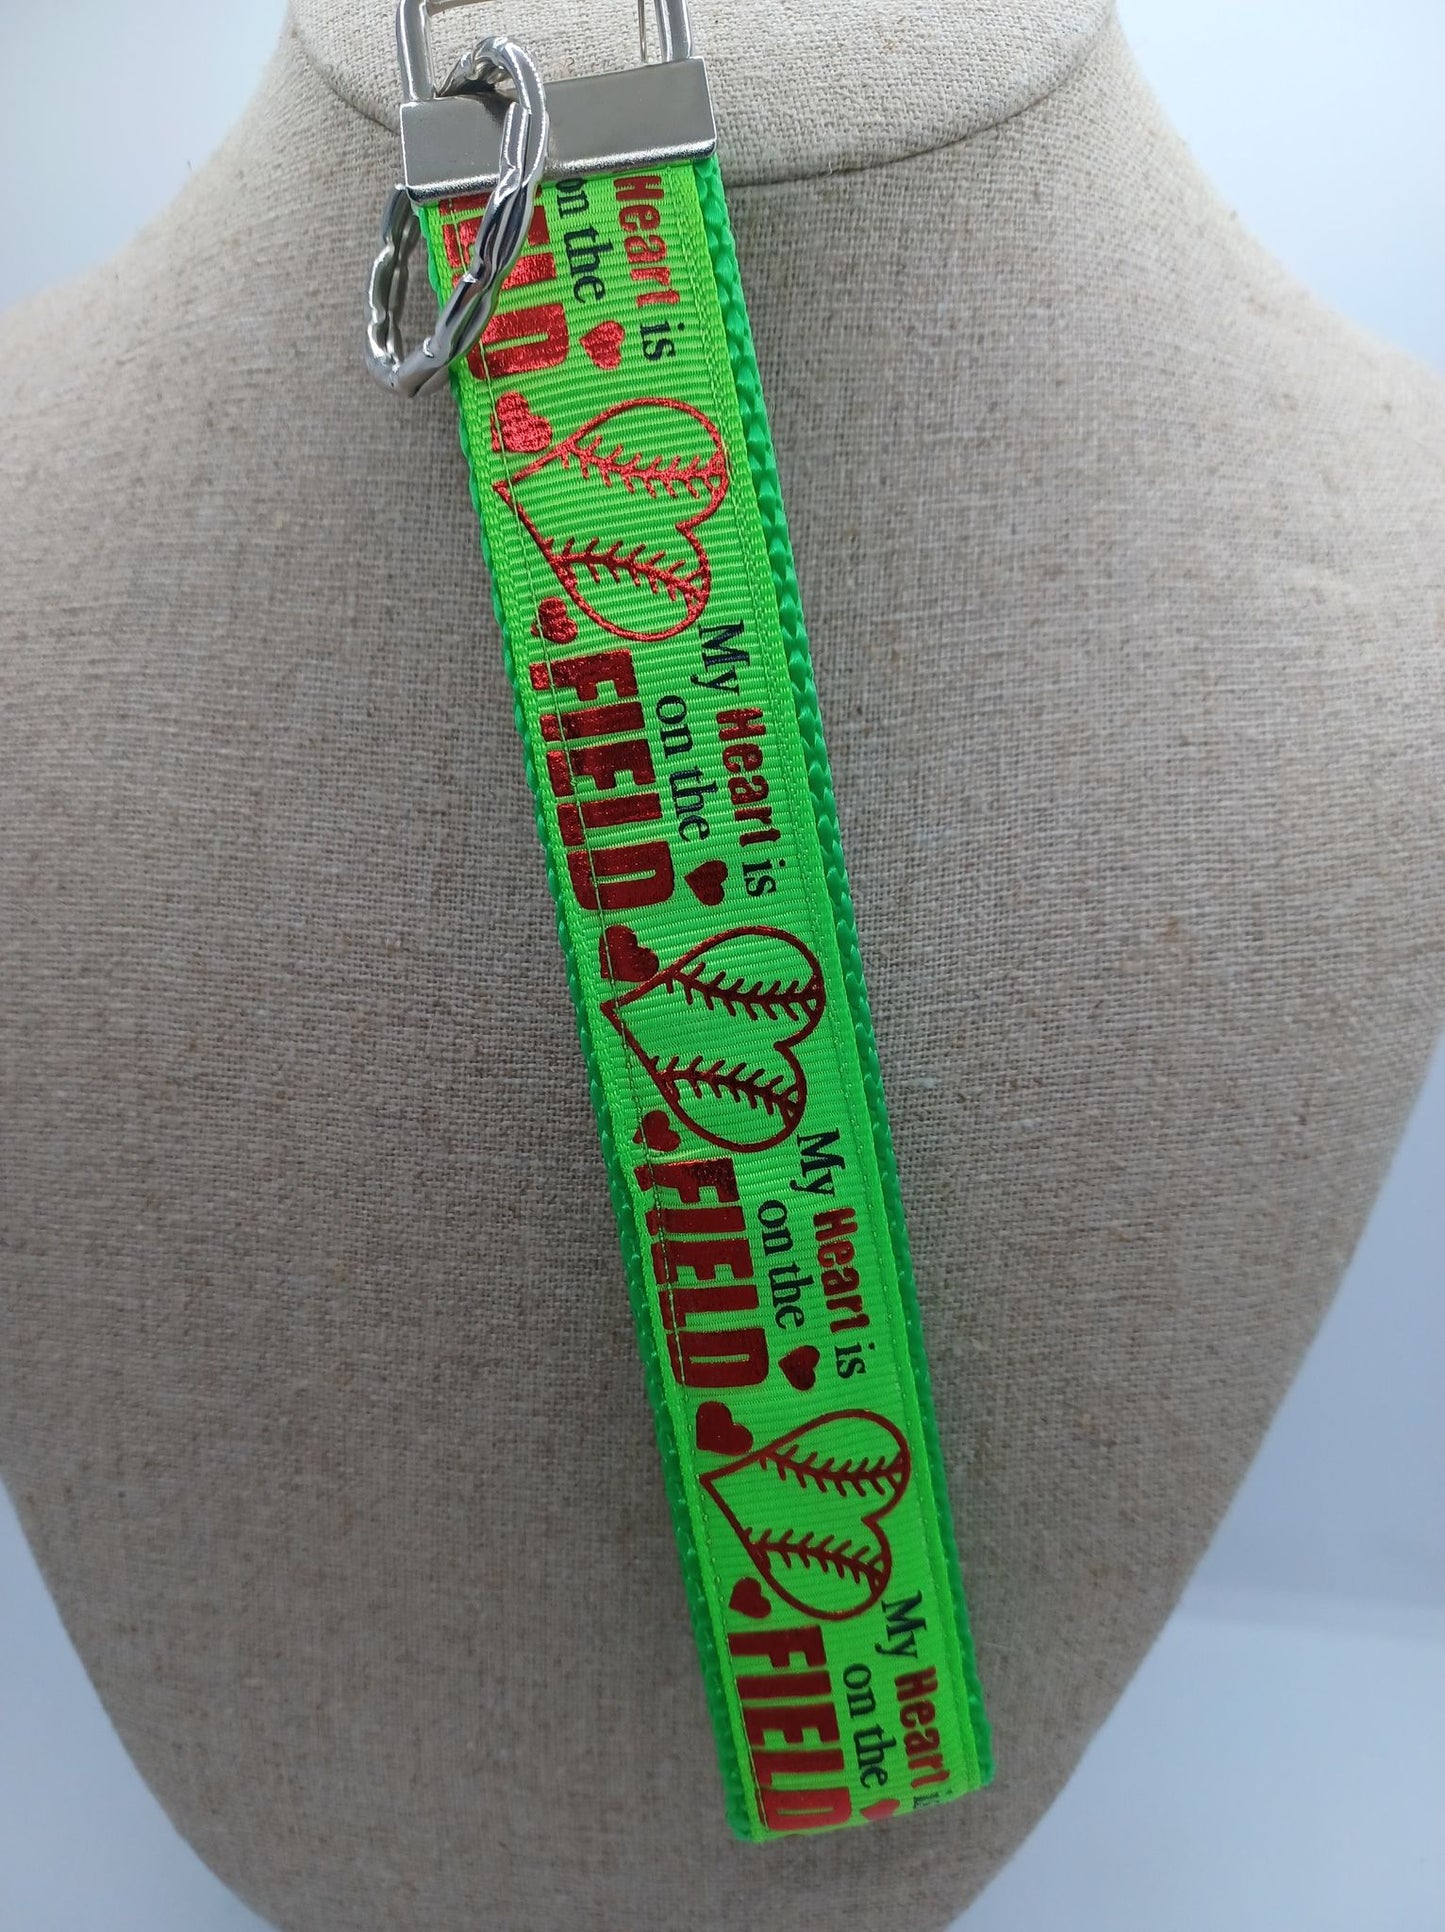 Heart is
on the
My Heart is
on the
FIELD
My Heart is
on the
FIELD
My Heart
on the
FIELD